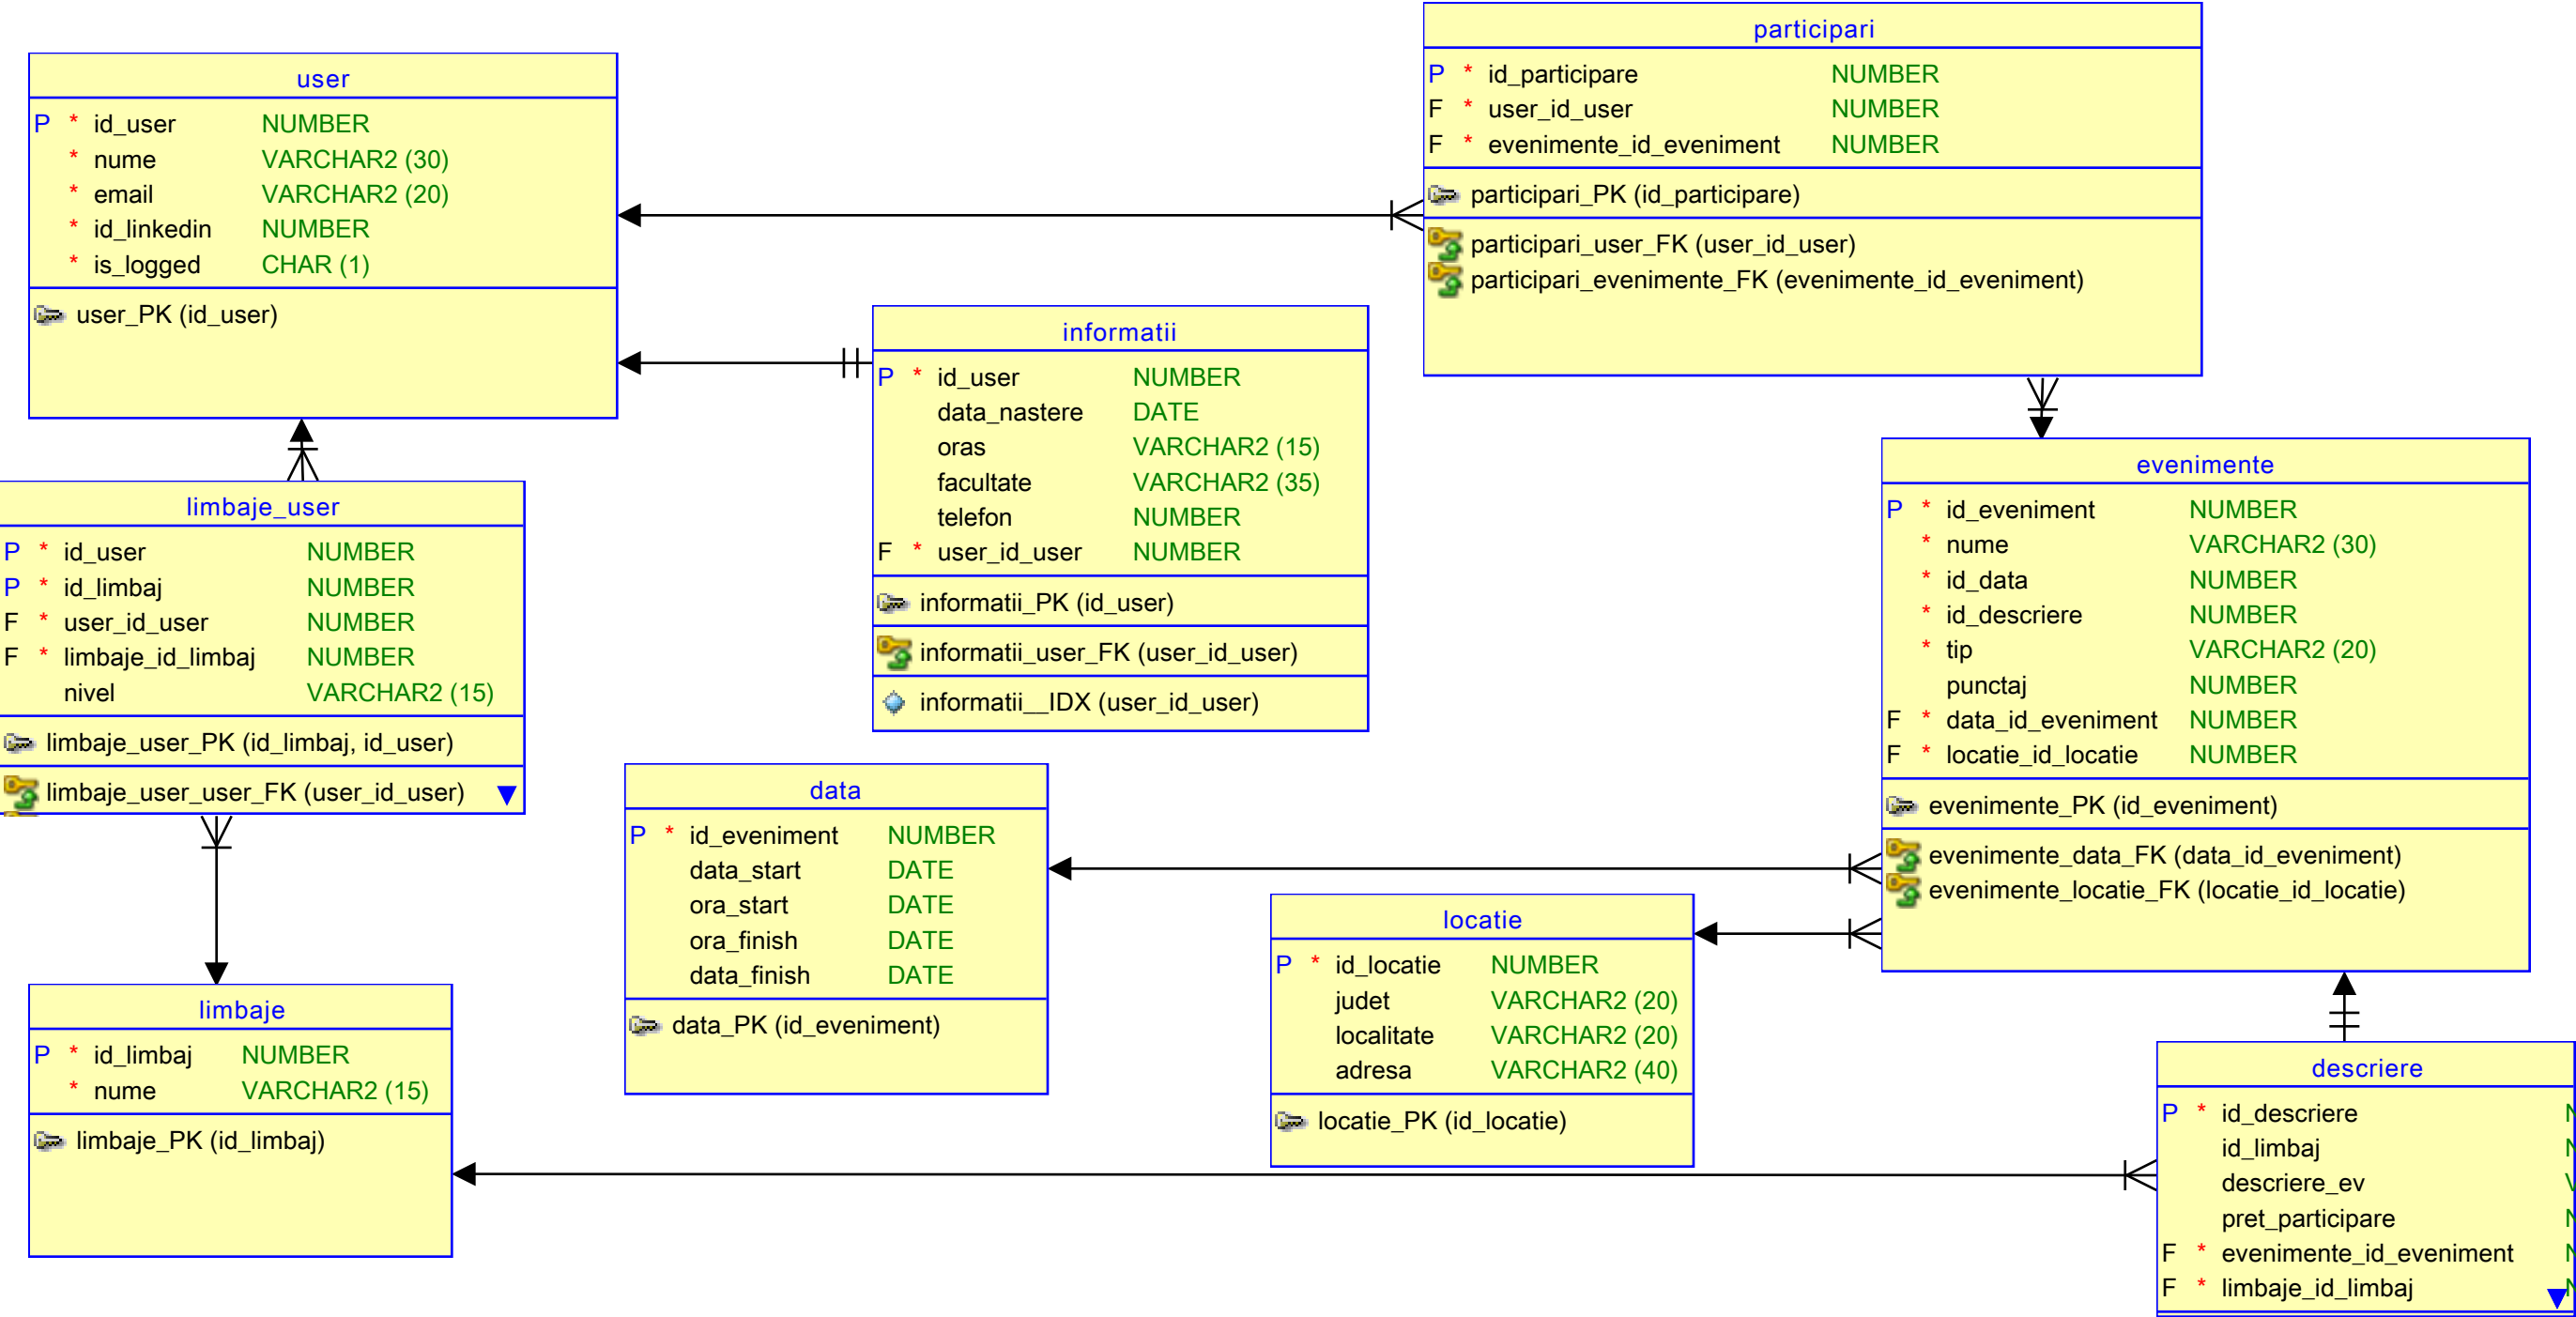 user
P * id_user NUMBER
* nume VARCHAR2 (30)
* email VARCHAR2 (20)
* id_linkedin NUMBER
* is_logged CHAR (1)
user_PK (id_user)
participari
P * id_participare NUMBER
F * user_id_user NUMBER
F * evenimente_id_eveniment NUMBER
participari_PK (id_participare)
participari_user_FK (user_id_user)
participari_evenimente_FK (evenimente_id_eveniment)
informatii
P * id_user NUMBER
data_nastere DATE
oras VARCHAR2 (15)
facultate VARCHAR2 (35)
telefon NUMBER
F * user_id_user NUMBER
informatii_PK (id_user)
informatii_user_FK (user_id_user)
informatii__IDX (user_id_user)
limbaje_user
P * id_user NUMBER
P * id_limbaj NUMBER
F * user_id_user NUMBER
F * limbaje_id_limbaj NUMBER
nivel VARCHAR2 (15)
limbaje_user_PK (id_limbaj, id_user)
limbaje_user_user_FK (user_id_user)
evenimente
P * id_eveniment NUMBER
* nume VARCHAR2 (30)
* id_data NUMBER
* id_descriere NUMBER
* tip VARCHAR2 (20)
punctaj NUMBER
F * data_id_eveniment NUMBER
F * locatie_id_locatie NUMBER
evenimente_PK (id_eveniment)
evenimente_data_FK (data_id_eveniment)
evenimente_locatie_FK (locatie_id_locatie)
data
P * id_eveniment NUMBER
data_start DATE
ora_start DATE
ora_finish DATE
data_finish DATE
data_PK (id_eveniment)
locatie
P * id_locatie NUMBER
judet VARCHAR2 (20)
localitate VARCHAR2 (20)
adresa VARCHAR2 (40)
locatie_PK (id_locatie)
limbaje
P * id_limbaj NUMBER
* nume VARCHAR2 (15)
limbaje_PK (id_limbaj)
descriere
P * id_descriere
id_limbaj
descriere_ev
pret_participare
F * evenimente_id_eveniment
F * limbaje_id_limbaj